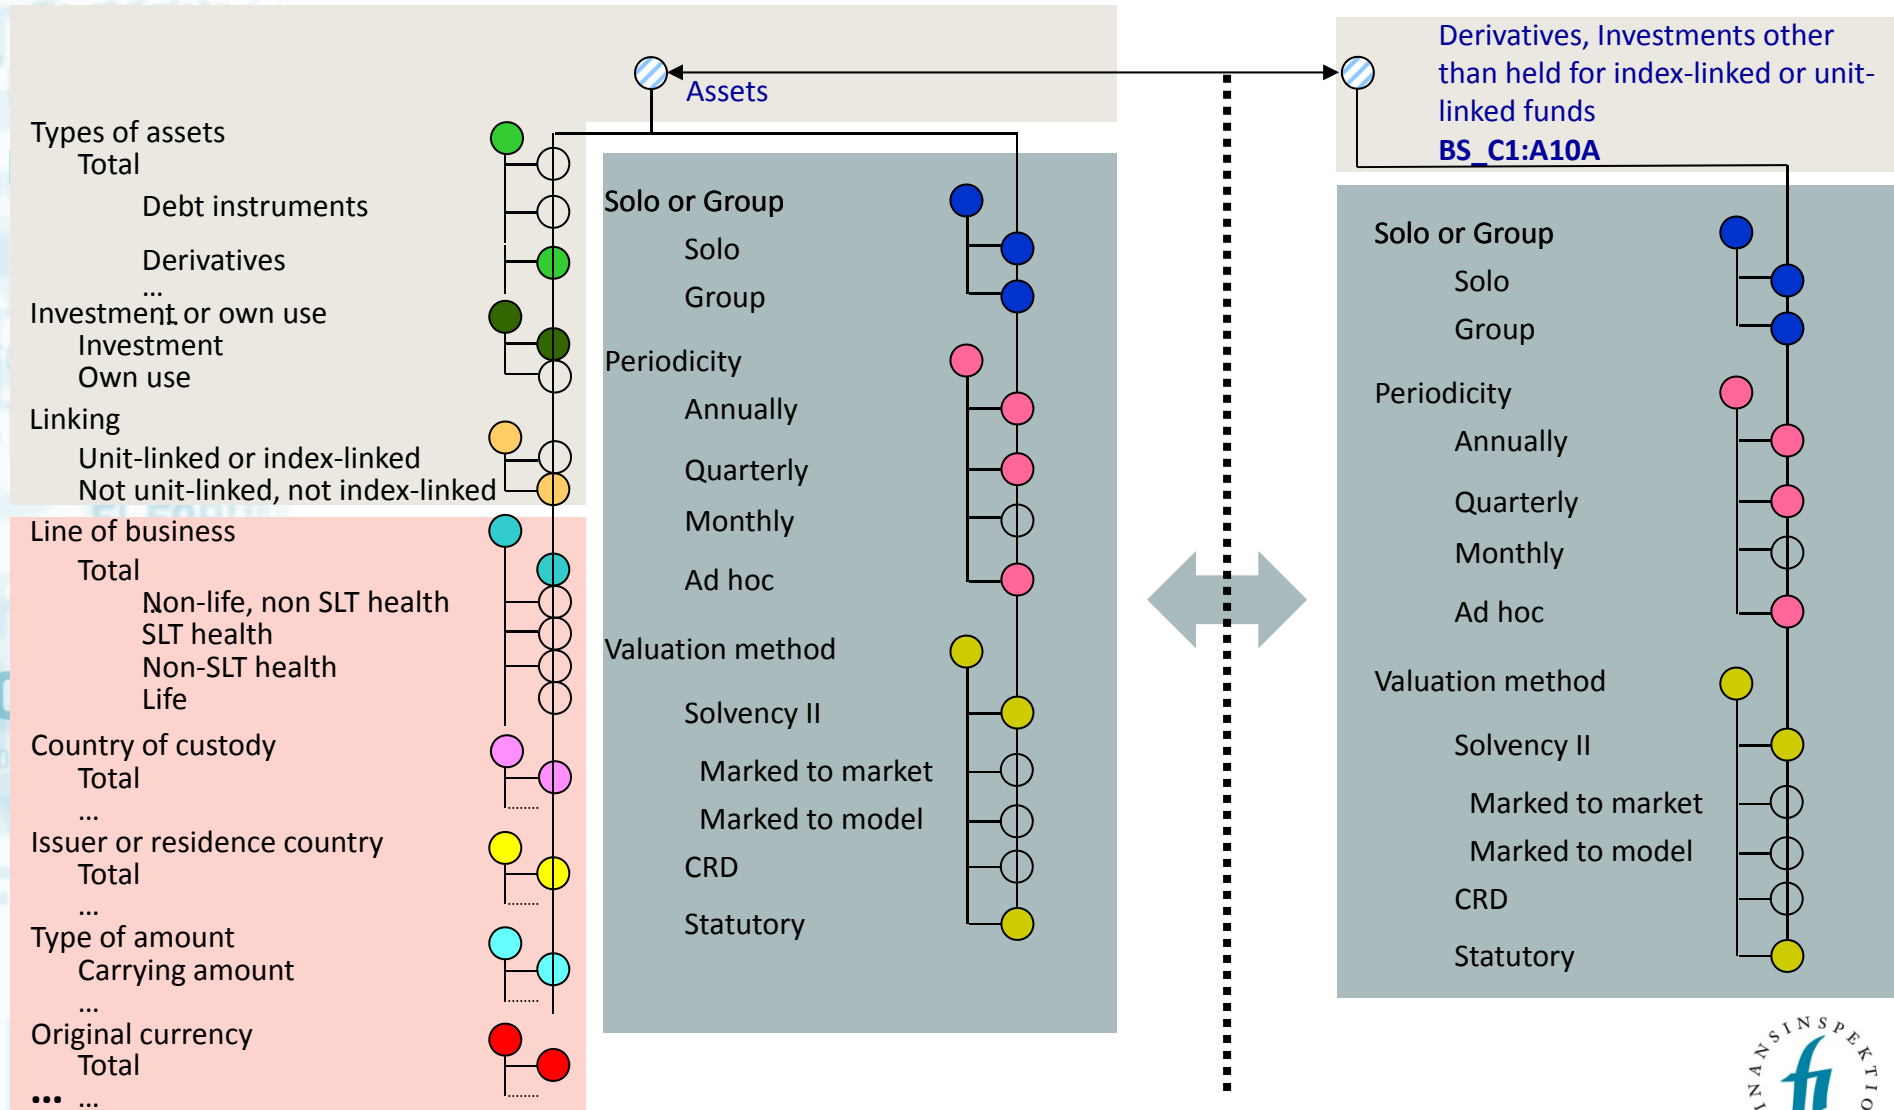 Assets
Types of assets
Total
Debt instruments
Derivatives
...
Investment or own use
...
Investment
Own use
Linking
Unit-linked or index-linked
Not unit-linked, not index-linked
Line of business
Total
Non-life, non SLT health
...
SLT health
Non-SLT health
Life
Country of custody
Total
...
Issuer or residence country
Total
...
Type of amount
Carrying amount
...
Original currency
Total
... ...
Solo or Group
Solo
Group
Periodicity
Annually
Quarterly
Monthly
Ad hoc
Valuation method
Solvency II
Marked to market
Marked to model
CRD
Statutory
Derivatives, Investments other
than held for index-linked or unit-
linked funds
BS_C1:A10A
Solo or Group
Solo
Group
Periodicity
Annually
Quarterly
Monthly
Ad hoc
Valuation method
Solvency II
Marked to market
Marked to model
CRD
Statutory
INANSINSPEKTIO
fi